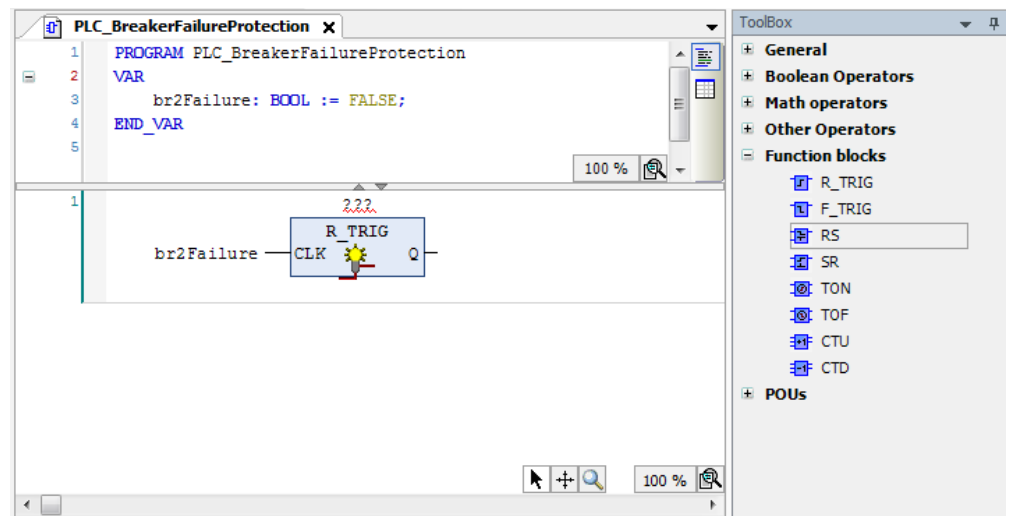 PLC_BreakerFailureProtection
1 PROGRAM PLC_BreakerFailureProtection
2 VAR
3 br2Failure: BOOL := FALSE;
4 END_VAR
5
100 %
1
???
R_TRIG
br2Failure CLK Q
100 %
ToolBox
General
Boolean Operators
Math operators
Other Operators
Function blocks
R_TRIG
F_TRIG
RS
SR
TON
TOF
CTU
CTD
POUs